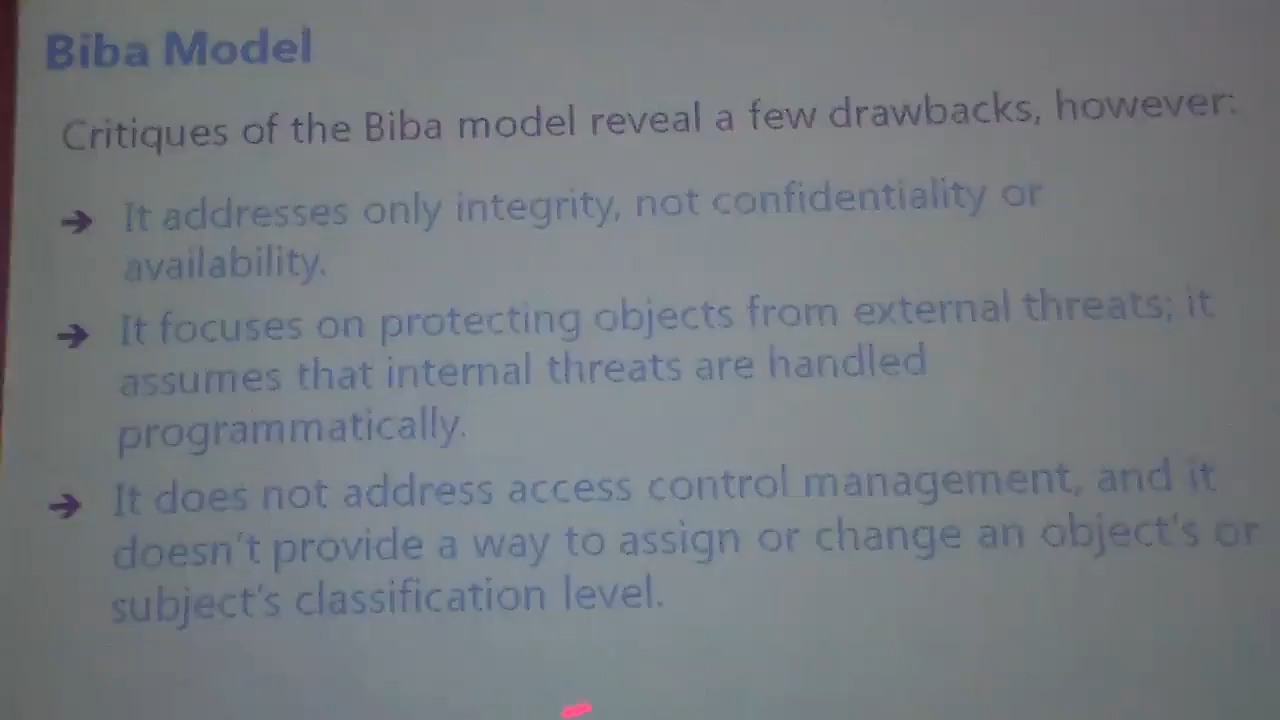 Biba Model
Critiques of the Biba model reveal a few drawbacks, however:
→ It addresses only integrity, not confidentiality or
availability.
→ It focuses on protecting objects from external threats; it
assumes that internal threats are handled
programmatically.
→ It does not address access control management, and it
doesn't provide a way to assign or change an object's or
subject's classification level.